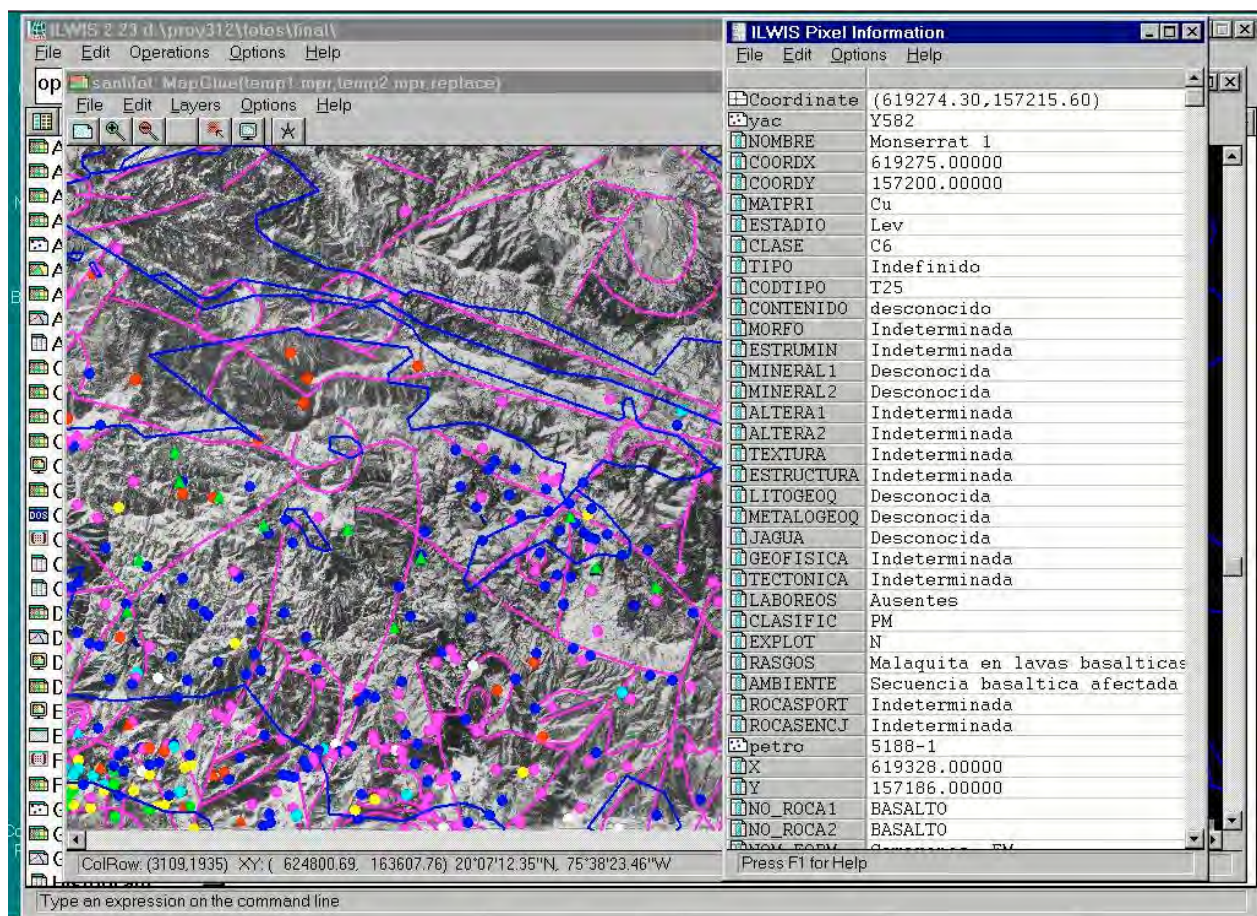 ILWIS 2.23 d:\proy312\fotos\final\
File Edit Operations Options Help
op
santifot: MapGlue(temp1.mpr,temp2.mpr,replace)
File Edit Layers Options Help
A
A
A
A
A
A
A
A
A
C
C
C
C
C
C
DOS C
C
C
C
D
D
D
D
E
E
F
F
G
G
G
ColRow: (3109,1935) XY: ( 624800.69, 163607.76) 20°07'12.35"N, 75°38'23.46"W
Type an expression on the command line
ILWIS Pixel Information
File Edit Options Help
Coordinate (619274.30,157215.60)
yac Y582
NOMBRE Monserrat 1
COORDX 619275.00000
COORDY 157200.00000
MATPRI Cu
ESTADIO Lev
CLASE C6
TIPO Indefinido
CODTIPO T25
CONTENIDO desconocido
MORFO Indeterminada
ESTRUMIN Indeterminada
MINERAL1 Desconocida
MINERAL2 Desconocida
ALTERA1 Indeterminada
ALTERA2 Indeterminada
TEXTURA Indeterminada
ESTRUCTURA Indeterminada
LITOGEOQ Desconocida
METALOGEOQ Desconocida
JAGUA Desconocida
GEOFISICA Indeterminada
TECTONICA Indeterminada
LABOREOS Ausentes
CLASIFIC PM
EXPLOT N
RASGOS Malaquita en lavas basalticas
AMBIENTE Secuencia basaltica afectada
ROCASPORT Indeterminada
ROCASENCJ Indeterminada
petro 5188-1
X 619328.00000
Y 157186.00000
NO_ROCA1 BASALTO
NO_ROCA2 BASALTO
Press F1 for Help